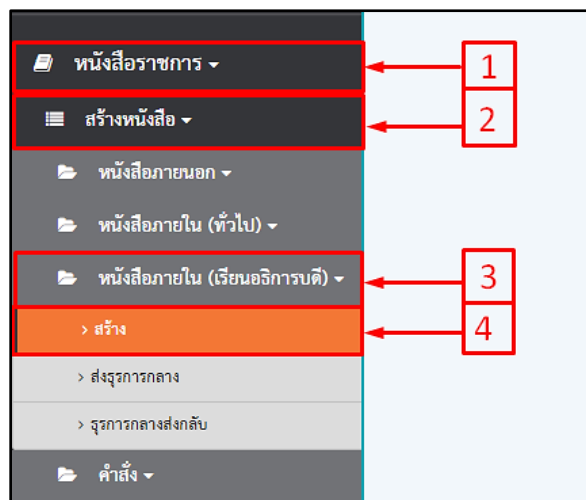 หนังสือราชการ
1
สร้างหนังสือ
2
หนังสือภายนอก
หนังสือภายใน (ทั่วไป)
หนังสือภายใน (เรียนอธิการบดี)
3
> สร้าง
4
> ส่งธุรการกลาง
> ธุรการกลางส่งกลับ
คำสั่ง